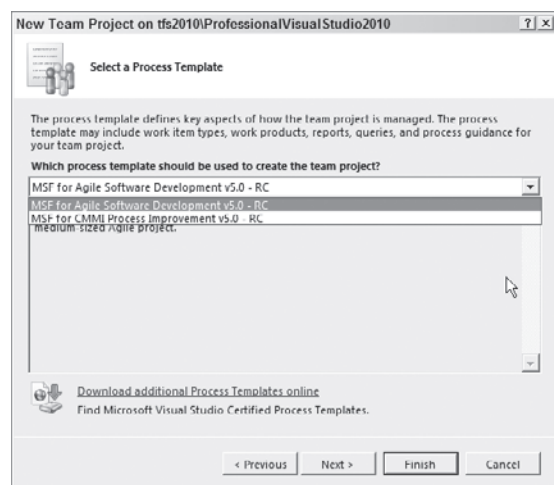 New Team Project on tfs2010\ProfessionalVisualStudio2010
Select a Process Template
The process template defines key aspects of how the team project is managed. The process
template may include work item types, work products, reports, queries, and process guidance for
your team project.
Which process template should be used to create the team project?
MSF for Agile Software Development v5.0 - RC
MSF for Agile Software Development v5.0 - RC
MSF for CMMI Process Improvement v5.0 - RC
medium-sized Agile project.
Download additional Process Templates online
Find Microsoft Visual Studio Certified Process Templates.
< Previous
Next >
Finish
Cancel